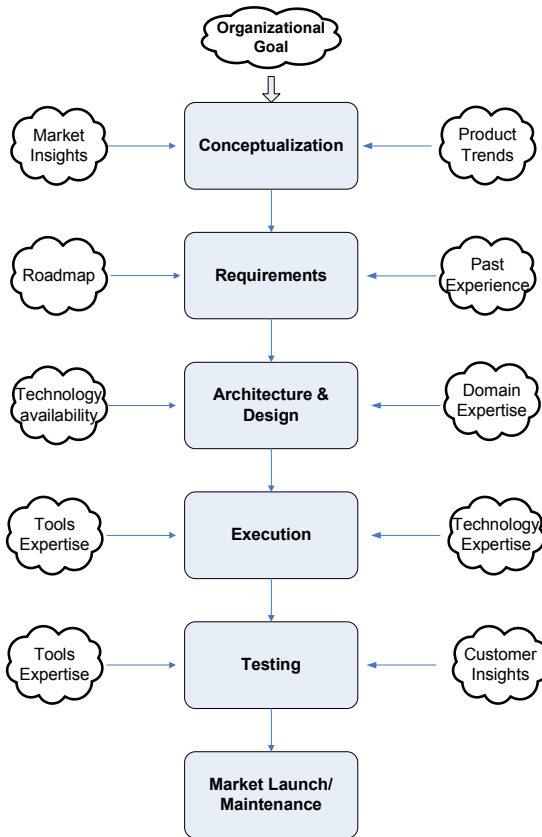 Organizational
Goal
Market
Insights
Conceptualization
Product
Trends
Roadmap
Requirements
Past
Experience
Technology
availability
Architecture &
Design
Domain
Expertise
Tools
Expertise
Execution
Technology
Expertise
Tools
Expertise
Testing
Customer
Insights
Market Launch/
Maintenance